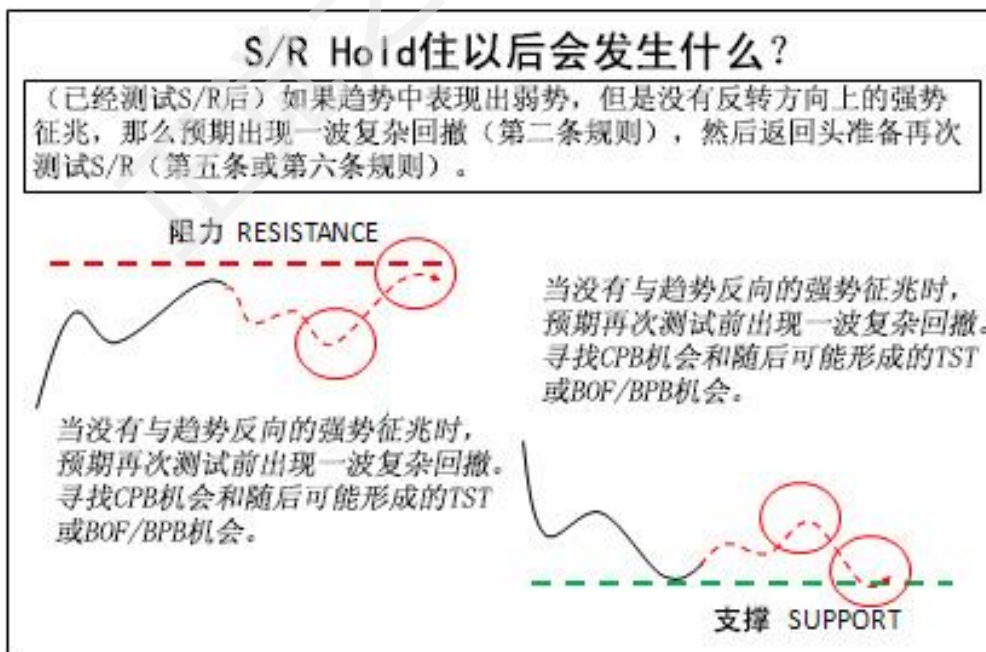 S/R Hold住以后会发生什么?
（已经测试S/R后）如果趋势中表现出弱势，但是没有反转方向上的强势
征兆，那么预期出现一波复杂回撤（第二条规则），然后返回头准备再次
测试S/R（第五条或第六条规则）。
阻力 RESISTANCE
当没有与趋势反向的强势征兆时，
预期再次测试前出现一波复杂回撤。
寻找CPB机会和随后可能形成的TST
或BOF/BPB机会。
当没有与趋势反向的强势征兆时，
预期再次测试前出现一波复杂回撤。
寻找CPB机会和随后可能形成的TST
或BOF/BPB机会。
支撑 SUPPORT